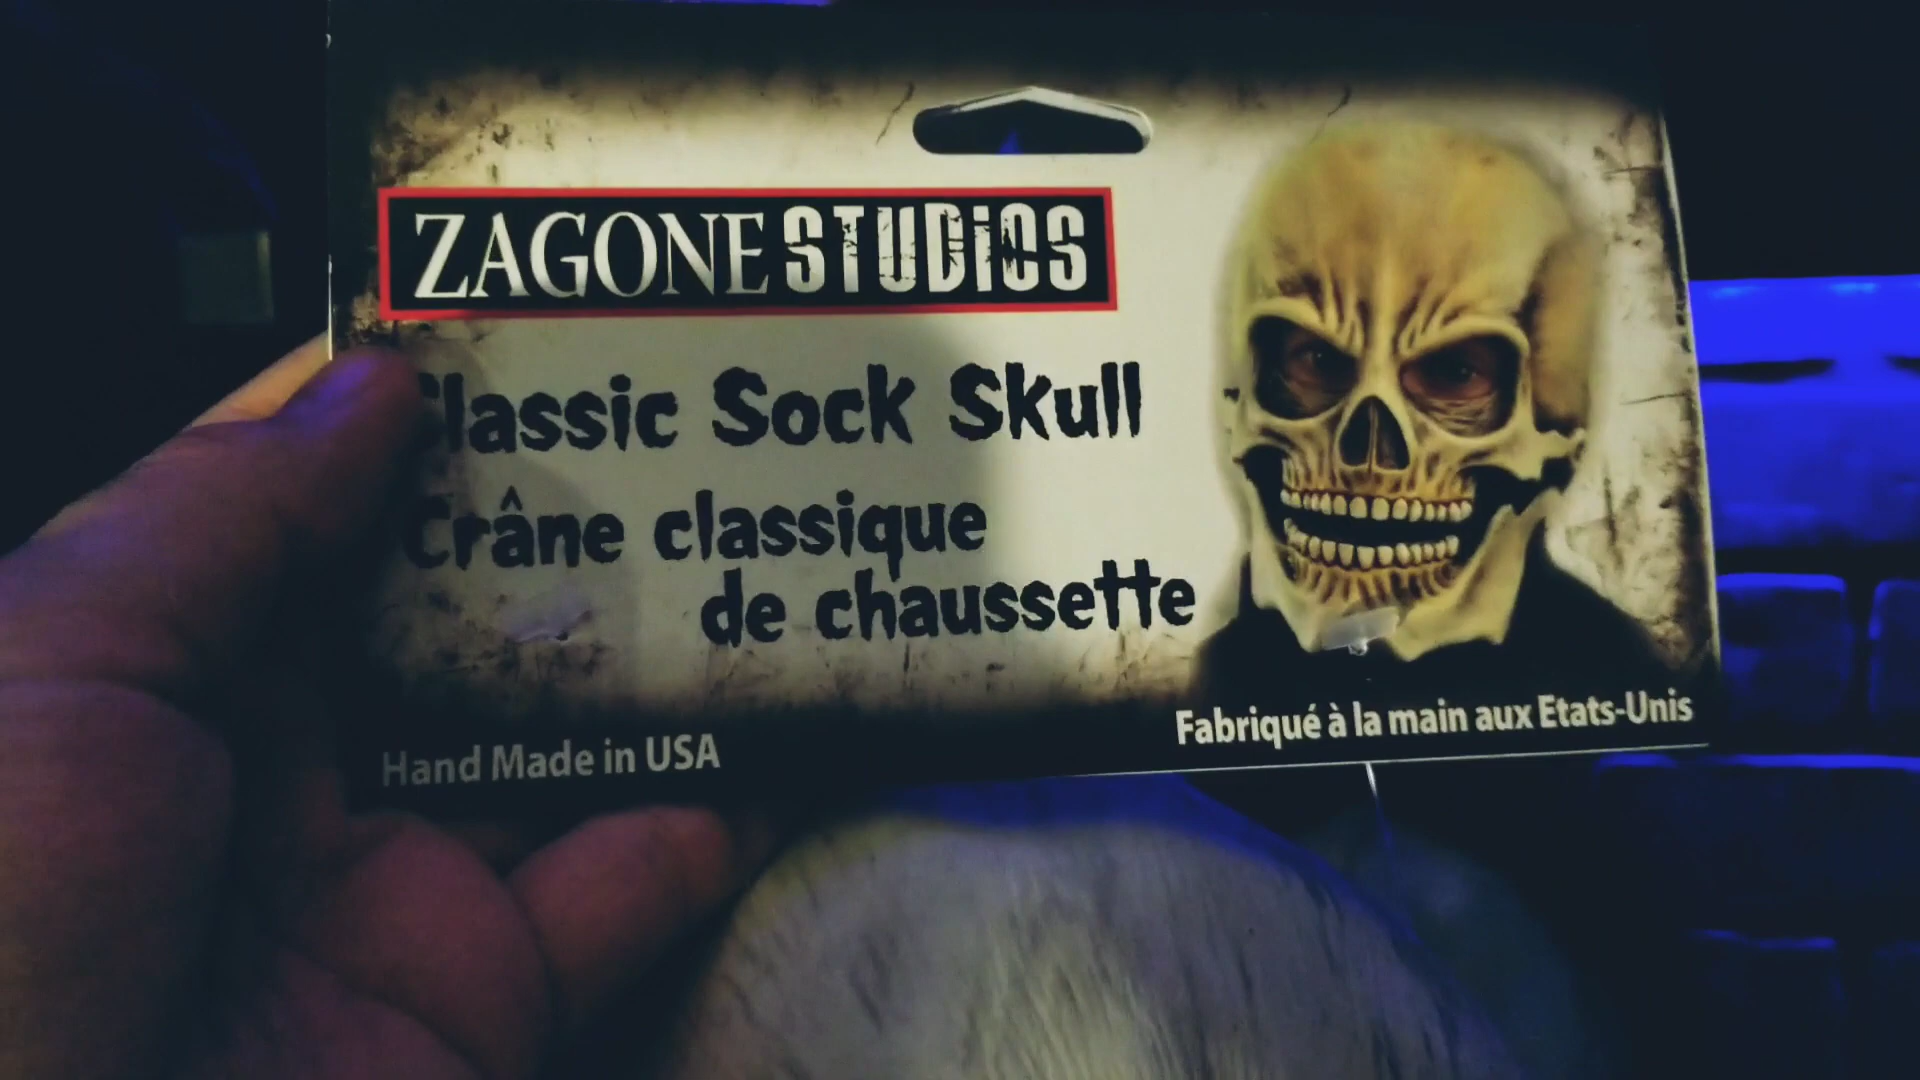 ZAGONE STUDIOS
Classic Sock Skull
Crâne classique
de chaussette
Hand Made in USA
Fabriqué à la main aux Etats-Unis